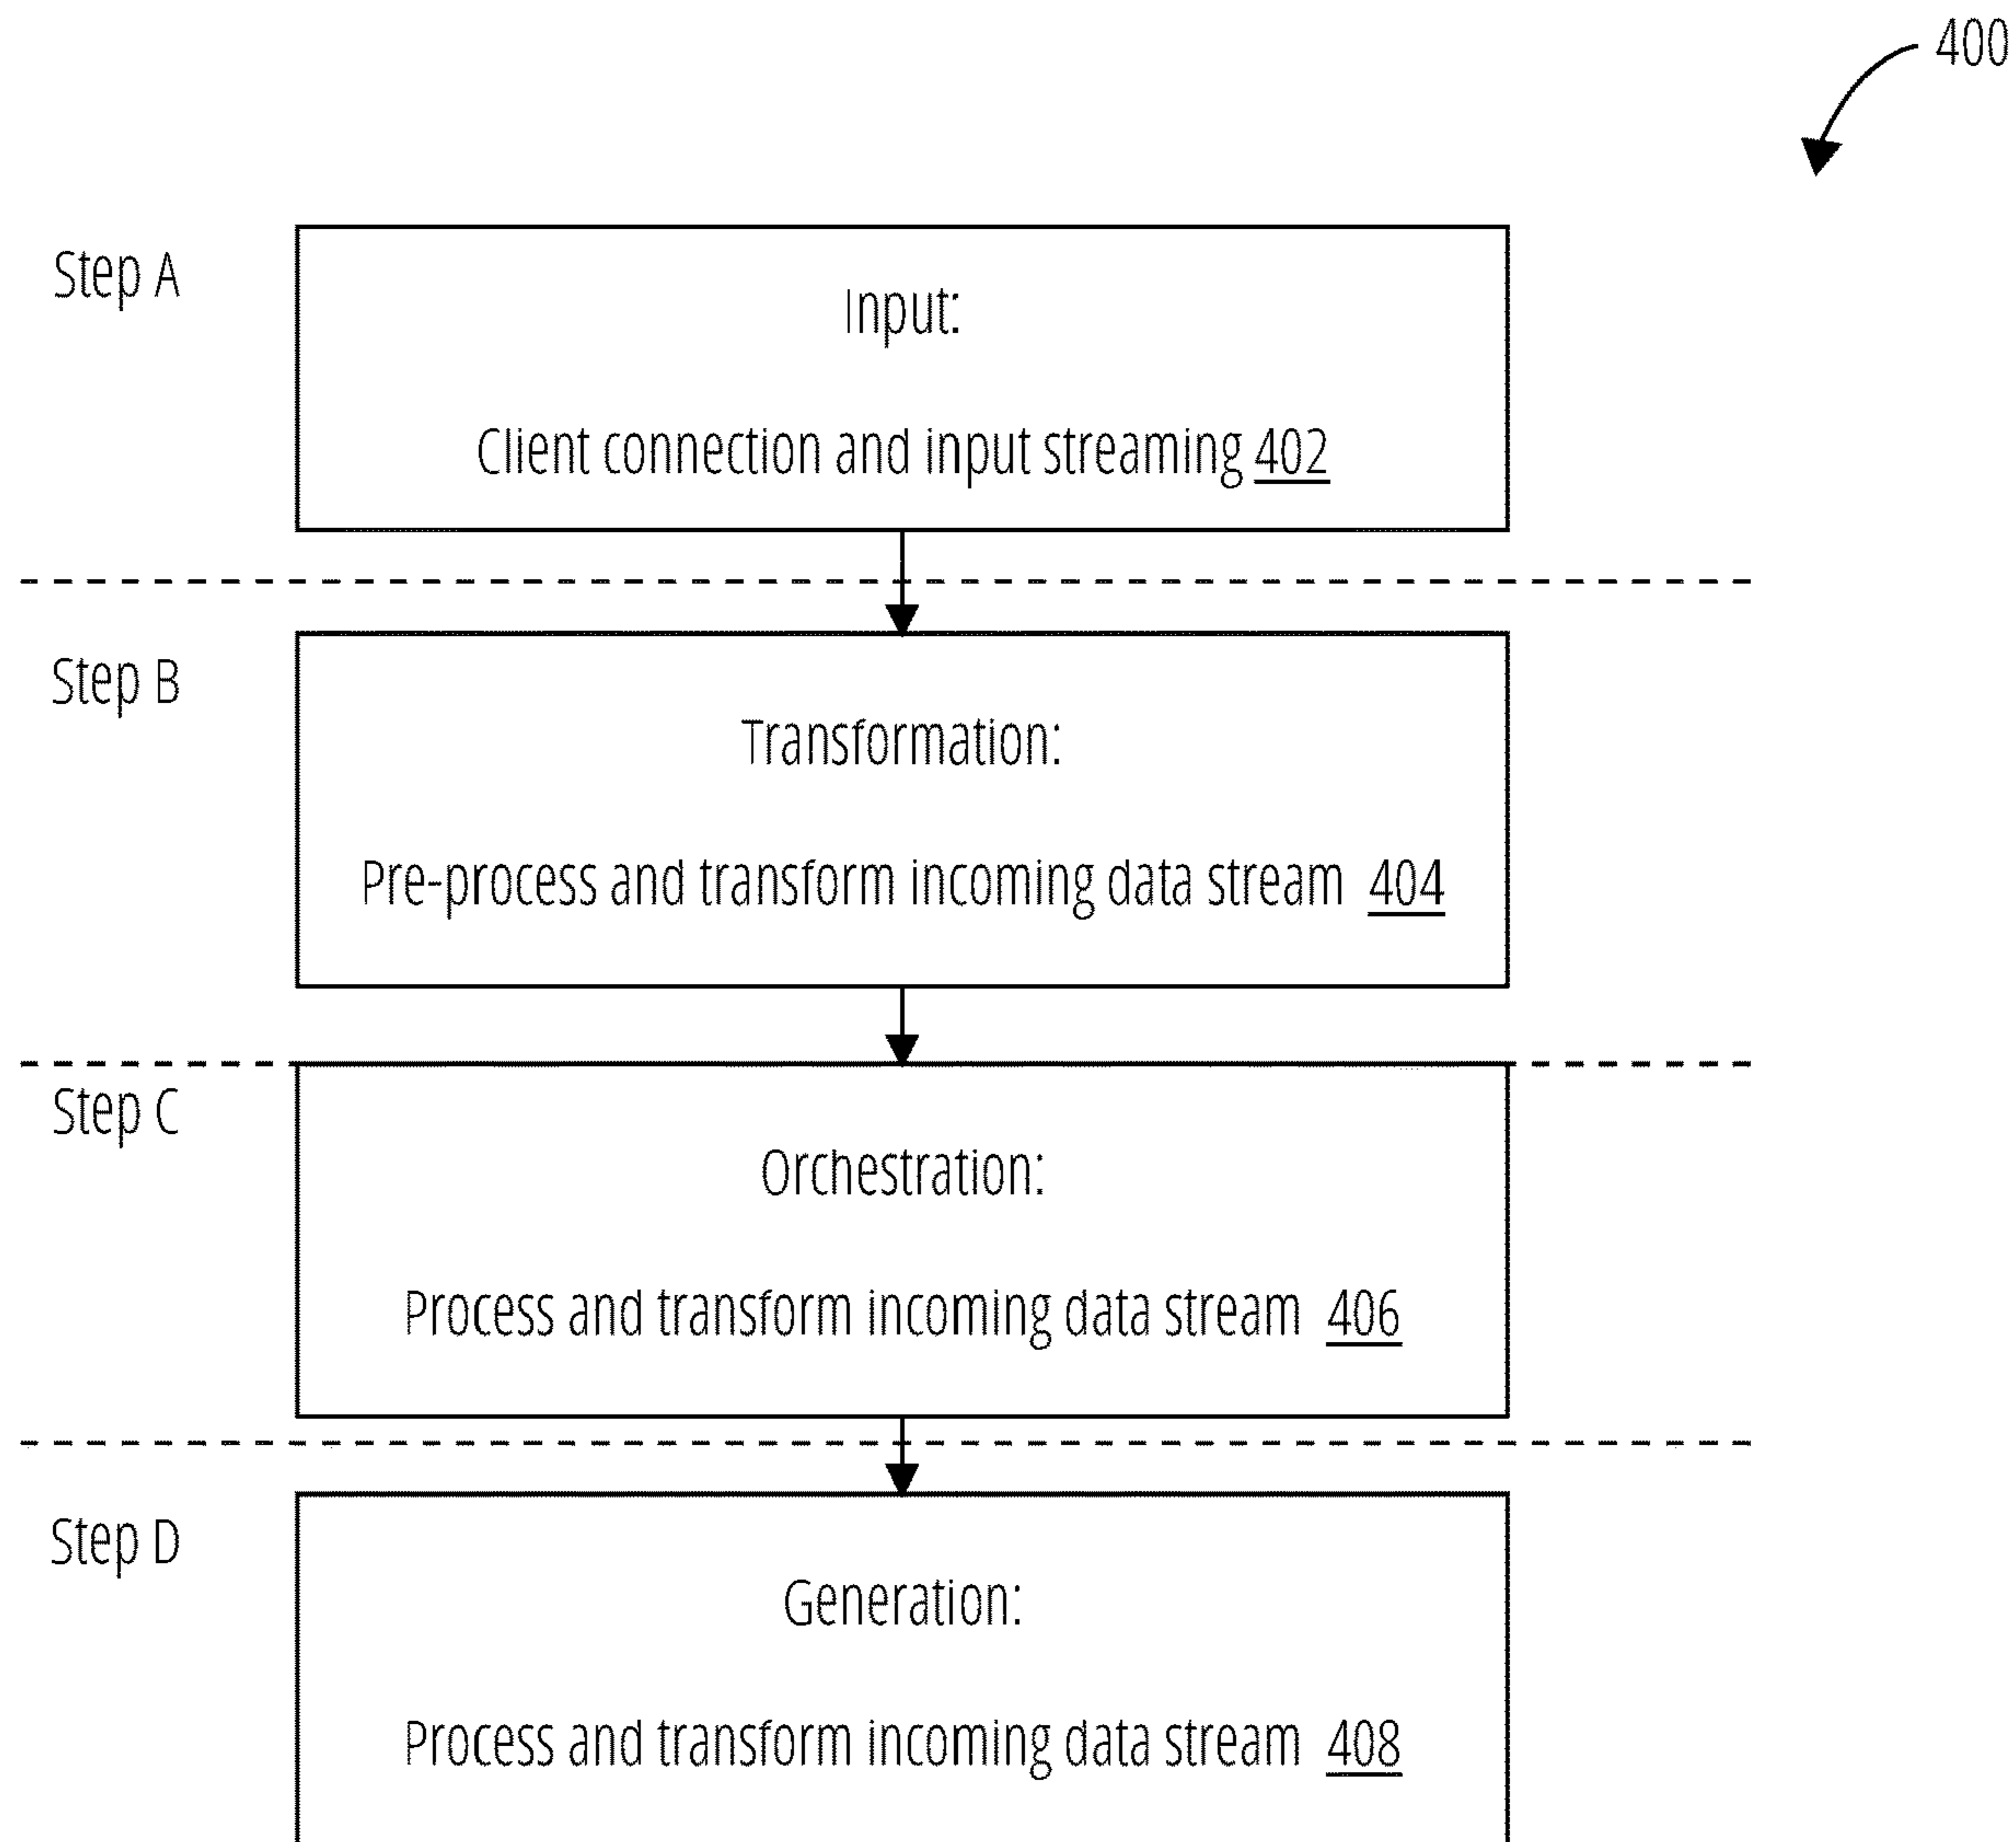 400
Step A
Input:
Client connection and input streaming 402
Step B
Transformation:
Pre-process and transform incoming data stream 404
Step C
Orchestration:
Process and transform incoming data stream 406
Step D
Generation:
Process and transform incoming data stream 408